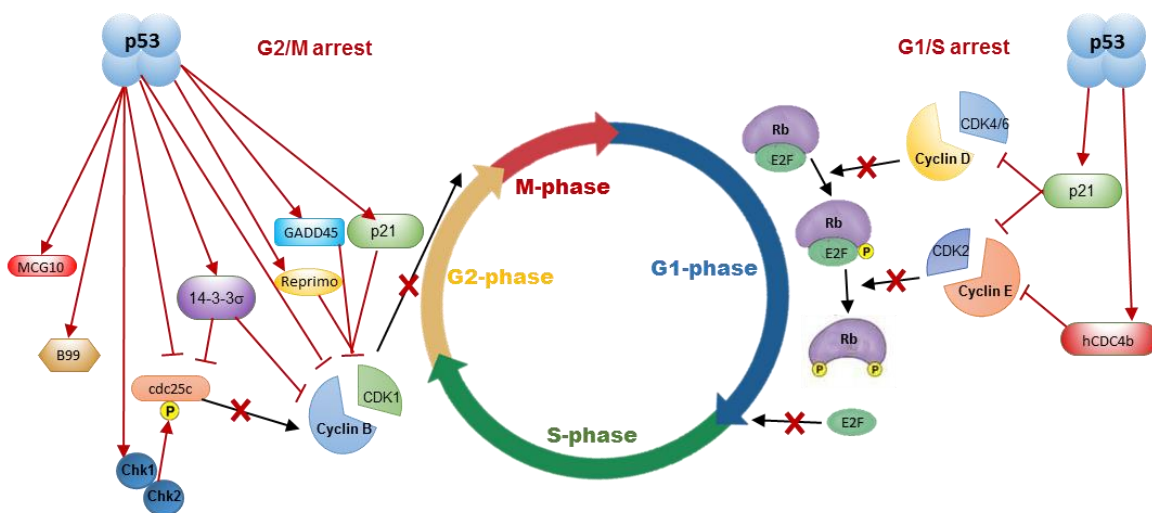 p53
G2/M arrest
G1/S arrest
p53
Rb
E2F
CDK4/6
Cyclin D
M-phase
p21
GADD45
p21
MCG10
Reprimo
G2-phase
G1-phase
Rb
E2F
P
CDK2
Cyclin E
14-3-3σ
B99
Rb
P
P
hCDC4b
cdc25c
P
CDK1
Cyclin B
S-phase
E2F
Chk1
Chk2